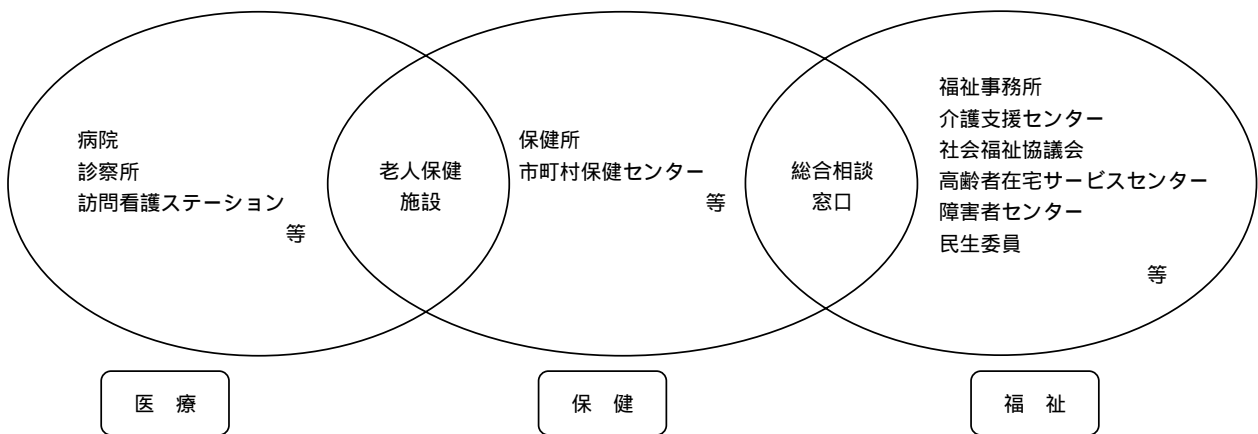 病院
診察所
訪問看護ステーション
等
老人保健
施設
保健所
市町村保健センター
等
総合相談
窓口
福祉事務所
介護支援センター
社会福祉協議会
高齢者在宅サービスセンター
障害者センター
民生委員
等
医　療
保　健
福　祉